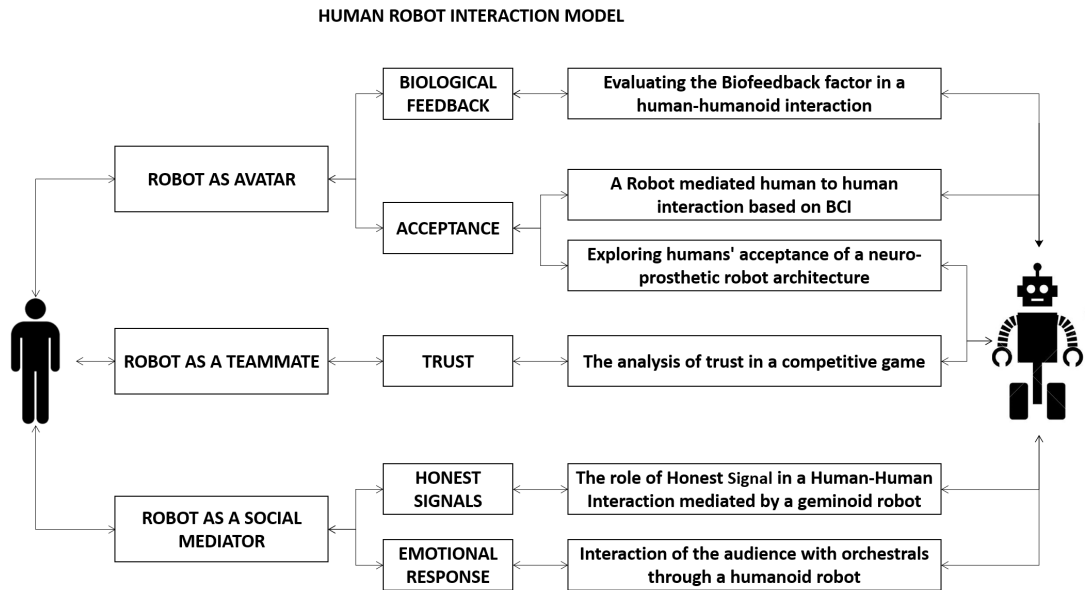 HUMAN ROBOT INTERACTION MODEL
BIOLOGICAL
FEEDBACK
Evaluating the Biofeedback factor in a
human-humanoid interaction
ROBOT AS AVATAR
ACCEPTANCE
A Robot mediated human to human
interaction based on BCI
Exploring humans' acceptance of a neuro-
prosthetic robot architecture
ROBOT AS A TEAMMATE
TRUST
The analysis of trust in a competitive game
ROBOT AS A SOCIAL
MEDIATOR
HONEST
SIGNALS
The role of Honest Signal in a Human-Human
Interaction mediated by a geminoid robot
EMOTIONAL
RESPONSE
Interaction of the audience with orchestrals
through a humanoid robot